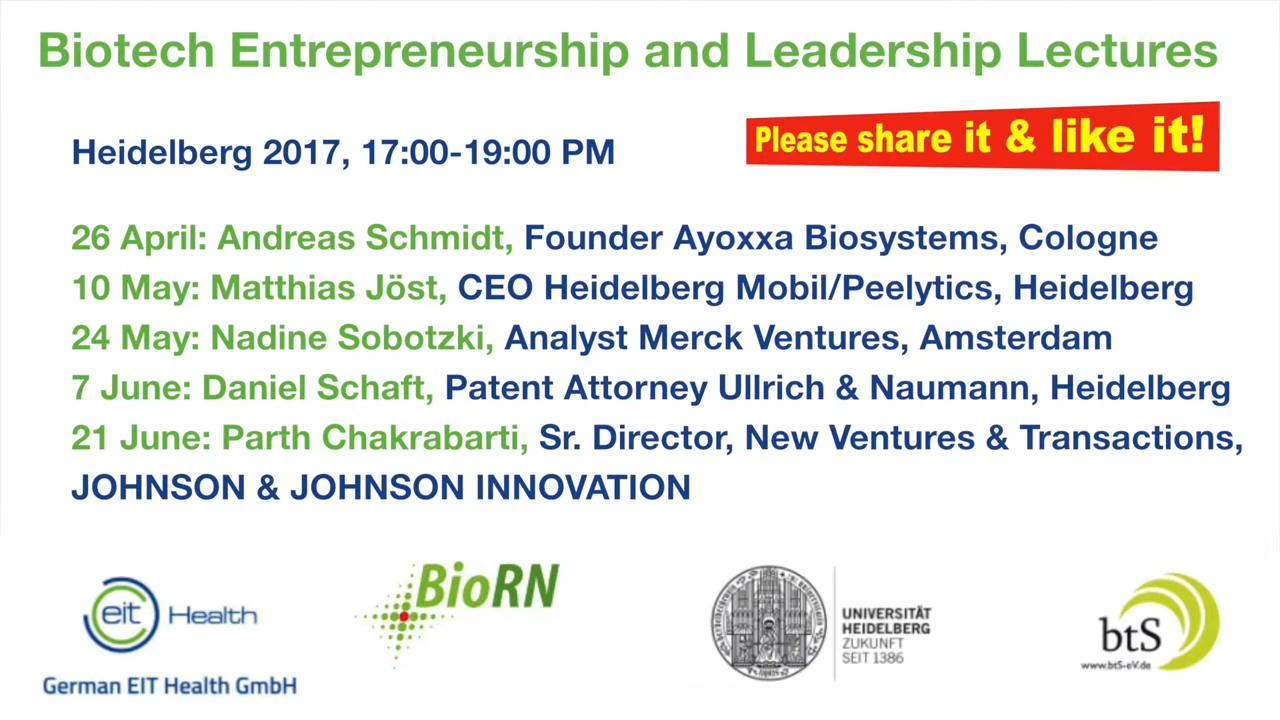 Biotech Entrepreneurship and Leadership Lectures
Heidelberg 2017, 17:00-19:00 PM
Please share it & like it!
26 April: Andreas Schmidt, Founder Ayoxxa Biosystems, Cologne
10 May: Matthias Jöst, CEO Heidelberg Mobil/Peelytics, Heidelberg
24 May: Nadine Sobotzki, Analyst Merck Ventures, Amsterdam
7 June: Daniel Schaft, Patent Attorney Ullrich & Naumann, Heidelberg
21 June: Parth Chakrabarti, Sr. Director, New Ventures & Transactions,
JOHNSON & JOHNSON INNOVATION
eit Health
German EIT Health GmbH
BioRN
UNIVERSITÄT
HEIDELBERG
ZUKUNFT
SEIT 1386
btS
www.btS-eV.de